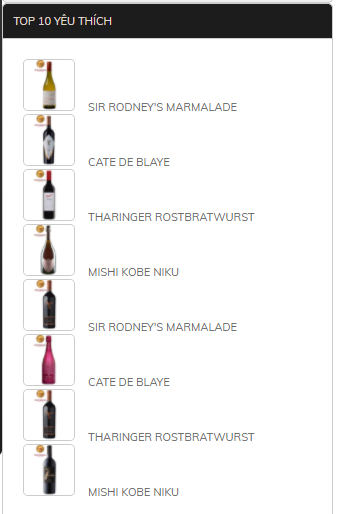 TOP 10 YÊU THÍCH
SIR RODNEY'S MARMALADE
CATE DE BLAYE
THARINGER ROSTBRATWURST
MISHI KOBE NIKU
SIR RODNEY'S MARMALADE
CATE DE BLAYE
THARINGER ROSTBRATWURST
MISHI KOBE NIKU